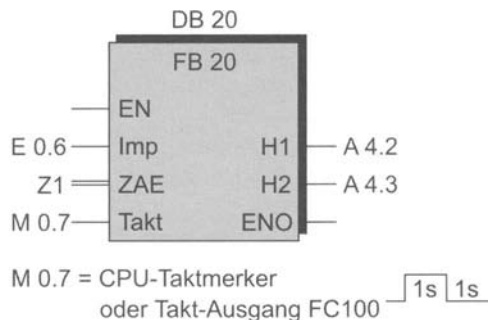 DB 20
FB 20
EN
E 0.6 Imp H1 A 4.2
Z1 ZAE H2 A 4.3
M 0.7 Takt ENO
M 0.7 = CPU-Taktmerker
oder Takt-Ausgang FC100 1s 1s